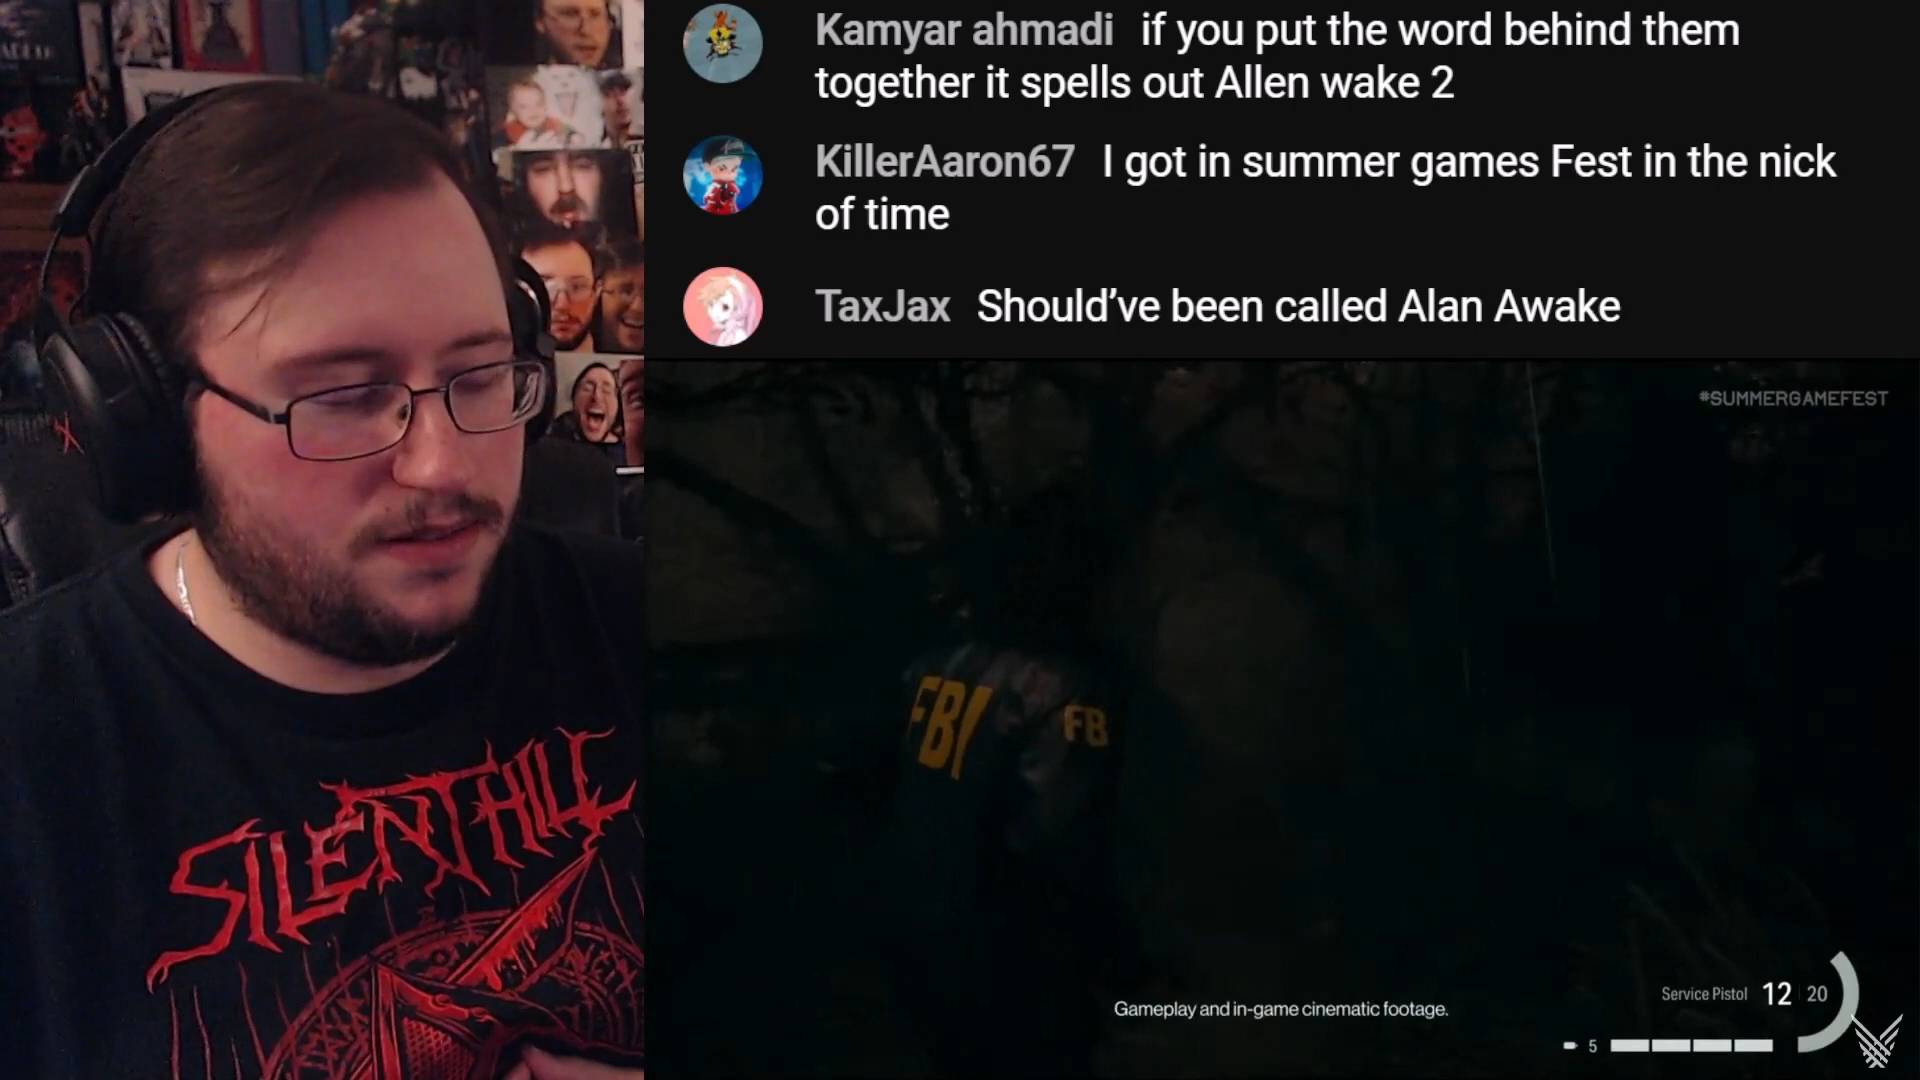 Kamyar ahmadi if you put the word behind them
together it spells out Allen wake 2
KillerAaron67 I got in summer games Fest in the nick
of time
TaxJax Should’ve been called Alan Awake
#SUMMERGAMEFEST
FBI
FB
SILENT HILL
Service Pistol 12 20
Gameplay and in-game cinematic footage.
5